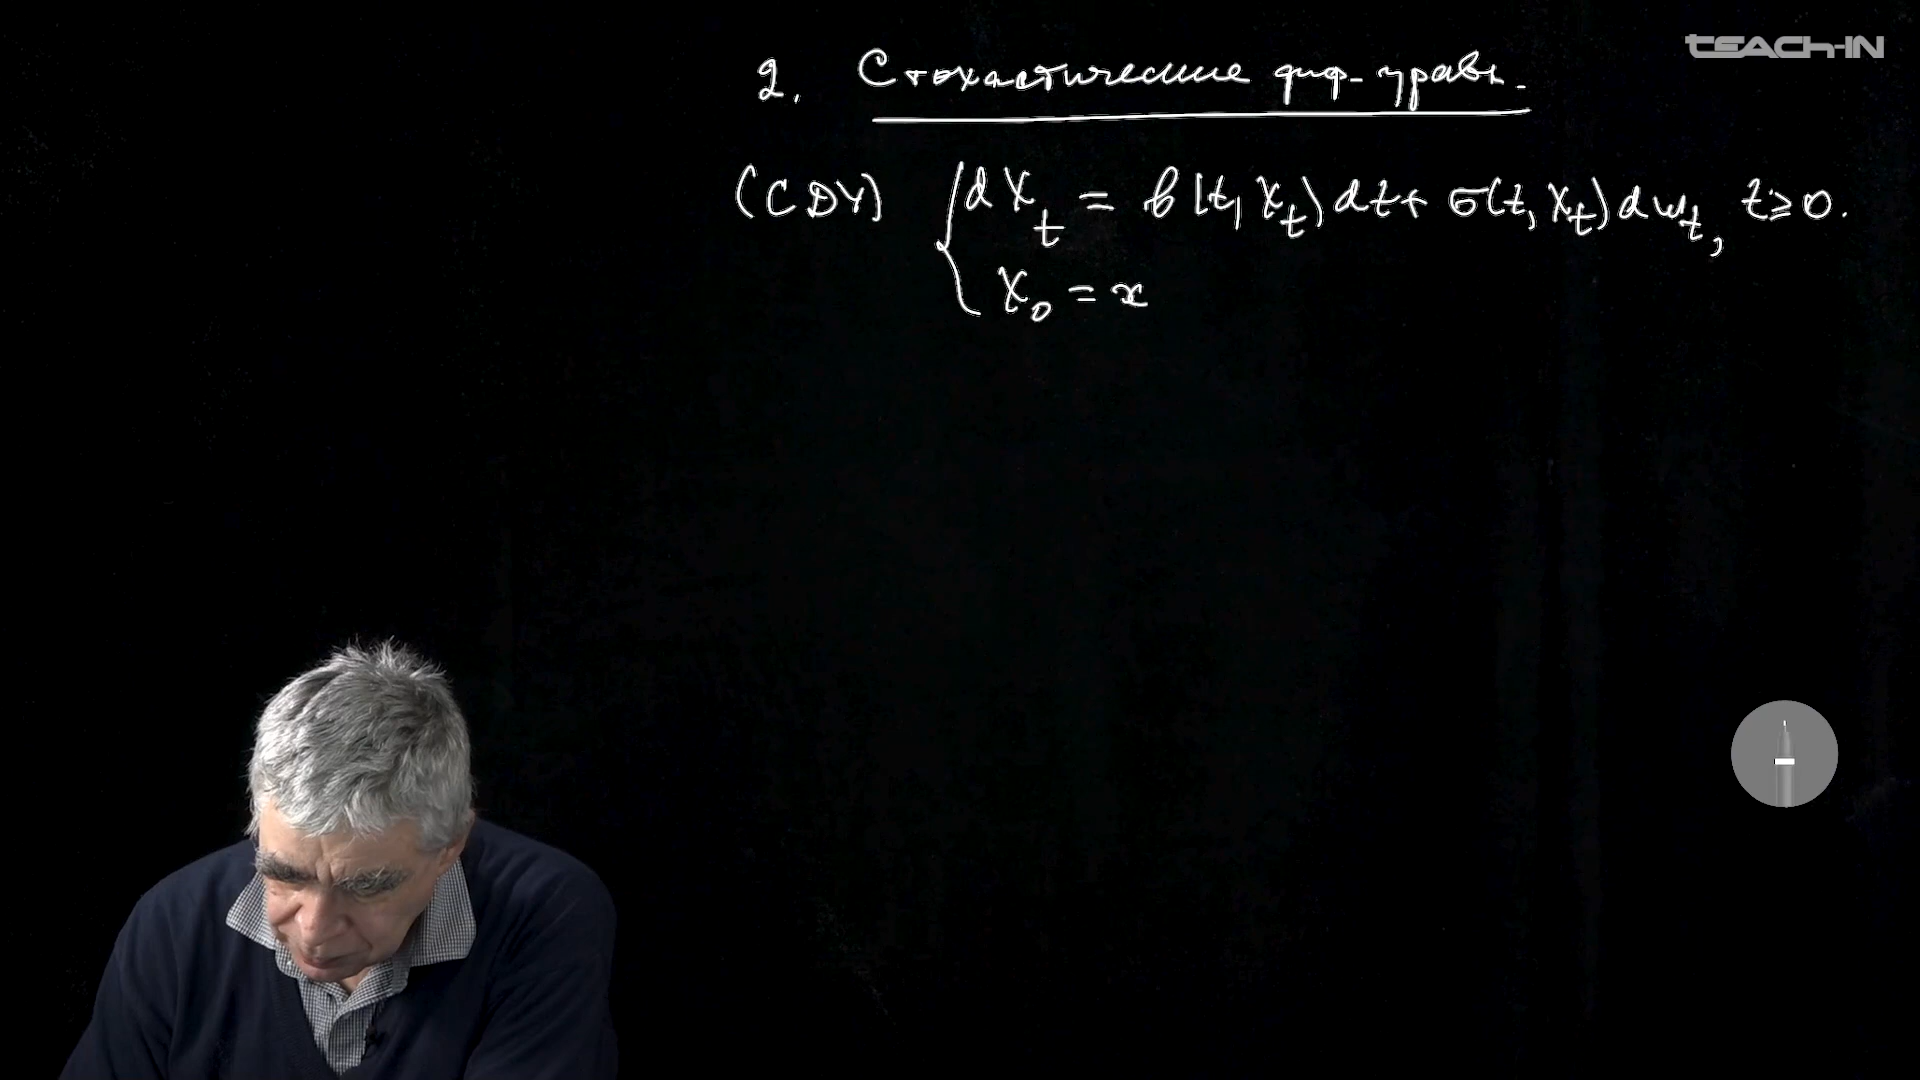 teach-in
2. Стохастические диф. уравн.
(СДУ) { dX_t = b(t, X_t)dt + σ(t, X_t)dw_t, t ≥ 0.
X_0 = x